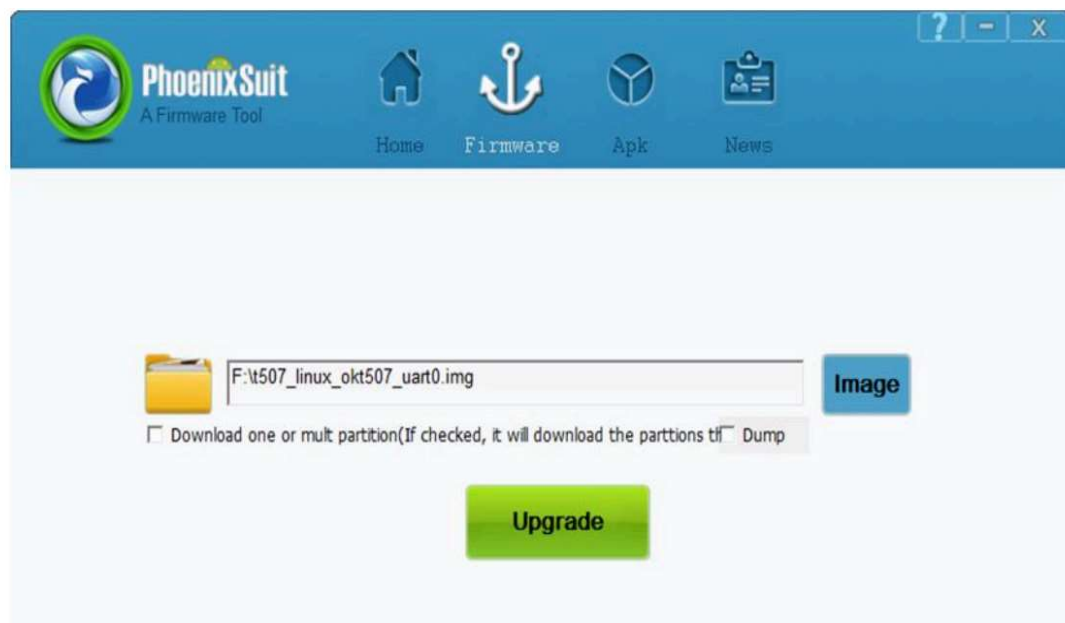 ? - X
PhoenixSuit
A Firmware Tool
Home Firmware Apk News
F:\t507_linux_okt507_uart0.img
Image
Download one or mult partition(If checked, it will download the parttions Dump
Upgrade